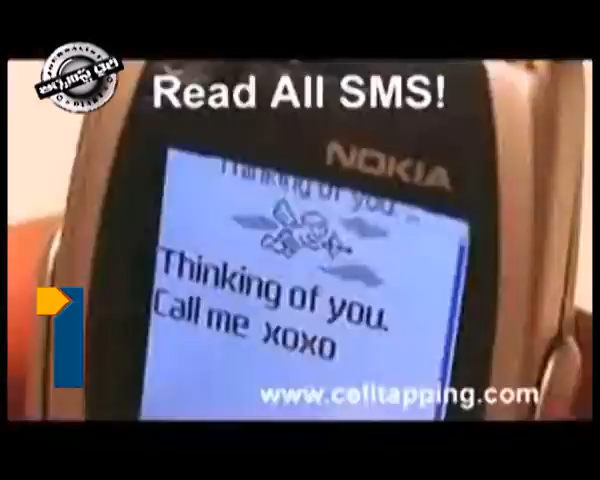 Read All SMS!
NOKIA
Thinking of you...
Thinking of you.
Call me xoxo
www.celltapping.com